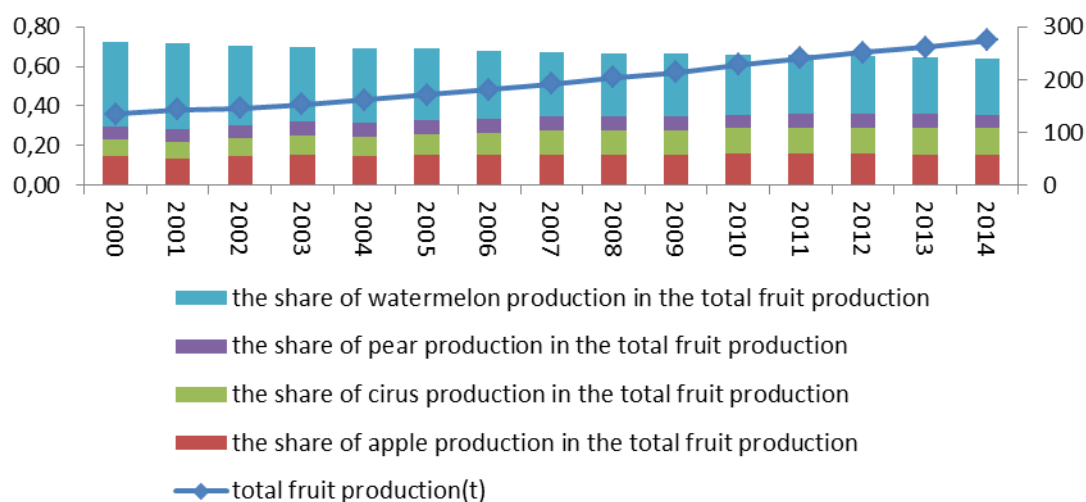 0,80 300
0,60 200
0,40 100
0,20 0
0,00
2000 2001 2002 2003 2004 2005 2006 2007 2008 2009 2010 2011 2012 2013 2014
the share of watermelon production in the total fruit production
the share of pear production in the total fruit production
the share of cirus production in the total fruit production
the share of apple production in the total fruit production
total fruit production(t)